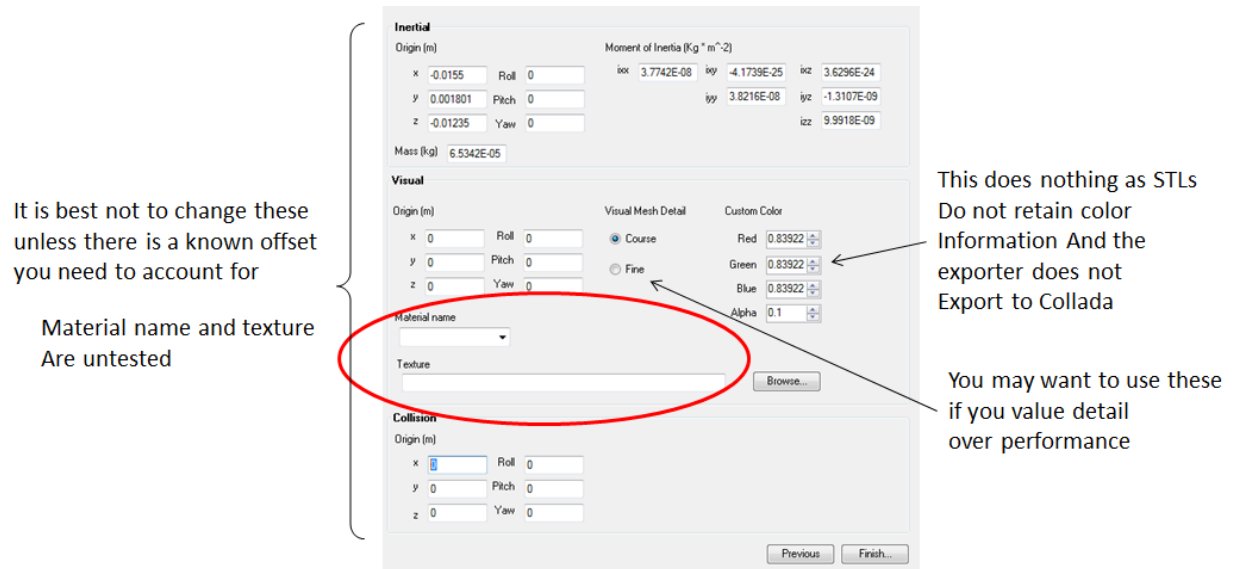 Inertial
Origin (m)
Moment of Inertia (Kg * m^-2)
x -0.0155 Roll 0
ixx 3.7742E-08 ixy -4.1739E-25 ixz 3.6296E-24
y 0.001801 Pitch 0
iyy 3.8216E-08 iyz -1.3107E-09
z -0.01235 Yaw 0
izz 9.9918E-09
Mass (kg) 6.5342E-05
Visual
Origin (m)
Visual Mesh Detail
Custom Color
x 0 Roll 0
Course
Red 0.83922
y 0 Pitch 0
Fine
Green 0.83922
z 0 Yaw 0
Blue 0.83922
Alpha 0.1
Material name
Texture
Browse...
Collision
Origin (m)
x 0 Roll 0
y 0 Pitch 0
z 0 Yaw 0
Previous Finish...
It is best not to change these
unless there is a known offset
you need to account for
Material name and texture
Are untested
This does nothing as STLs
Do not retain color
Information And the
exporter does not
Export to Collada
You may want to use these
if you value detail
over performance